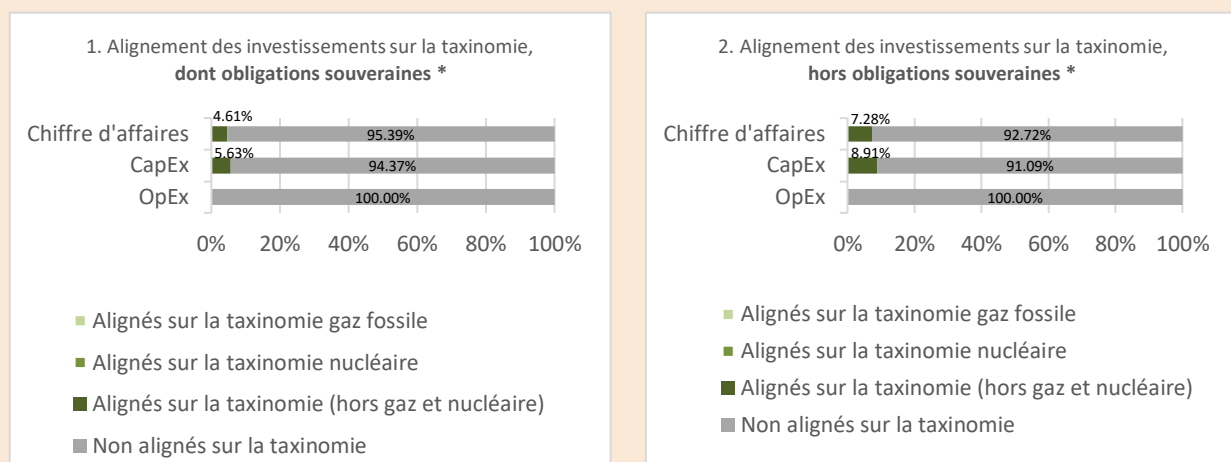 1. Alignement des investissements sur la taxinomie,
dont obligations souveraines *
4.61%
Chiffre d'affaires
95.39%
5.63%
CapEx
94.37%
OpEx
100.00%
0% 20% 40% 60% 80% 100%
Alignés sur la taxinomie gaz fossile
Alignés sur la taxinomie nucléaire
Alignés sur la taxinomie (hors gaz et nucléaire)
Non alignés sur la taxinomie
2. Alignement des investissements sur la taxinomie,
hors obligations souveraines *
7.28%
Chiffre d'affaires
92.72%
8.91%
CapEx
91.09%
OpEx
100.00%
0% 20% 40% 60% 80% 100%
Alignés sur la taxinomie gaz fossile
Alignés sur la taxinomie nucléaire
Alignés sur la taxinomie (hors gaz et nucléaire)
Non alignés sur la taxinomie